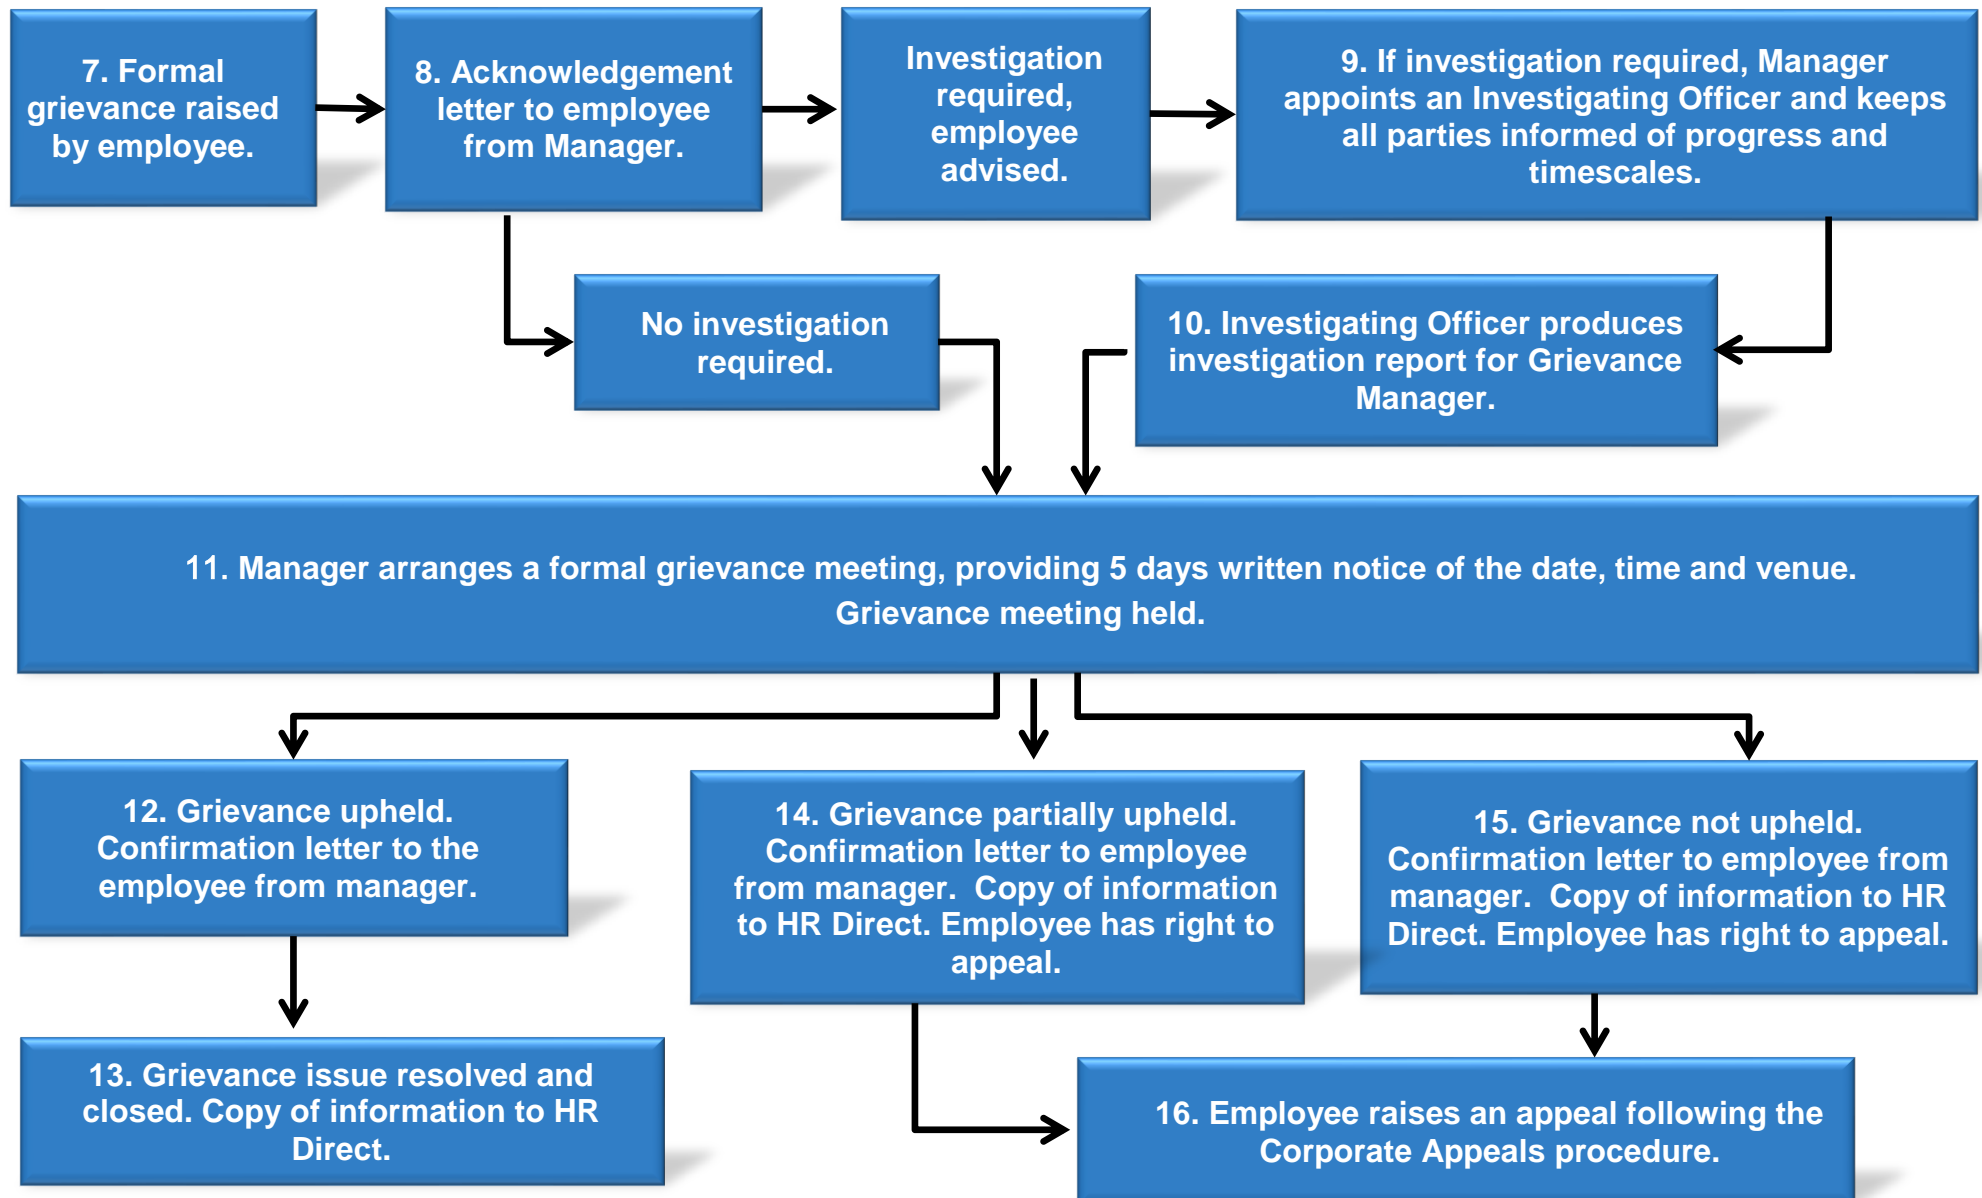 7. Formal
grievance raised
by employee.
8. Acknowledgement
letter to employee
from Manager.
Investigation
required,
employee
advised.
9. If investigation required, Manager
appoints an Investigating Officer and keeps
all parties informed of progress and
timescales.
No investigation
required.
10. Investigating Officer produces
investigation report for Grievance
Manager.
11. Manager arranges a formal grievance meeting, providing 5 days written notice of the date, time and venue.
Grievance meeting held.
12. Grievance upheld.
Confirmation letter to the
employee from manager.
14. Grievance partially upheld.
Confirmation letter to employee
from manager.  Copy of information
to HR Direct. Employee has right to
appeal.
15. Grievance not upheld.
Confirmation letter to employee from
manager.  Copy of information to HR
Direct. Employee has right to appeal.
13. Grievance issue resolved and
closed. Copy of information to HR
Direct.
16. Employee raises an appeal following the
Corporate Appeals procedure.